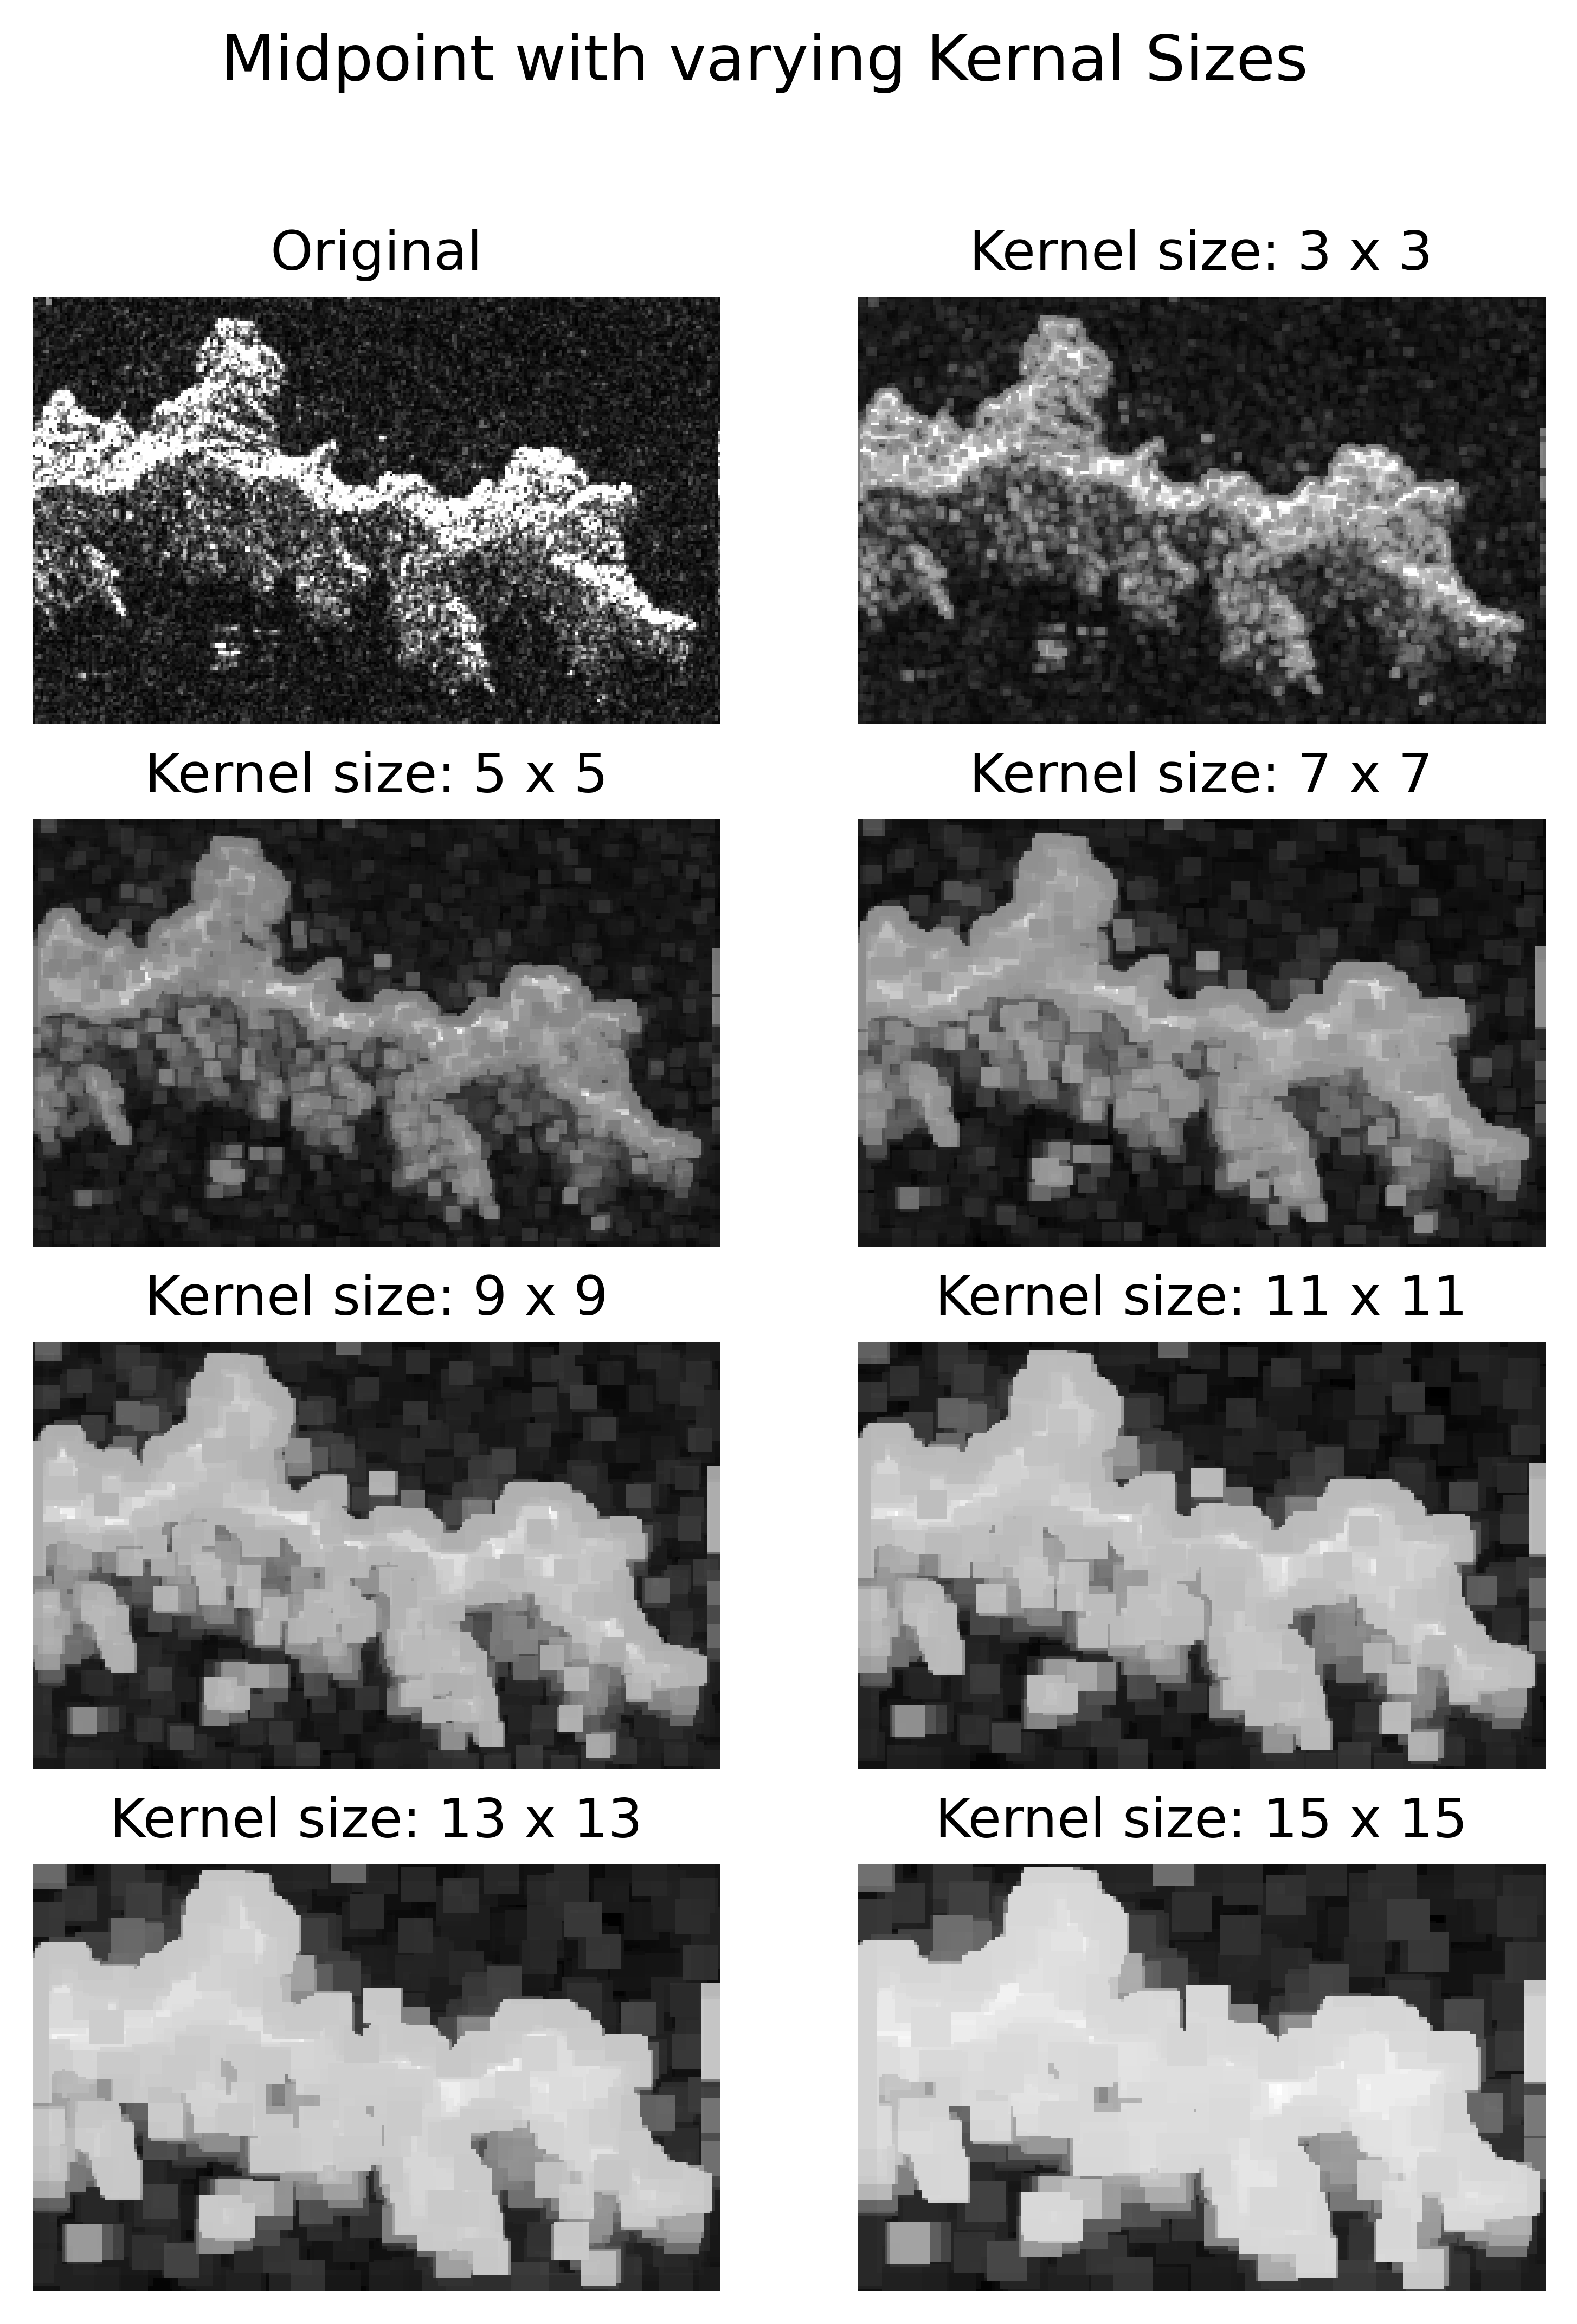 Midpoint with varying Kernal Sizes
Original
Kernel size: 3 x 3
Kernel size: 5 x 5
Kernel size: 7 x 7
Kernel size: 9 x 9
Kernel size: 11 x 11
Kernel size: 13 x 13
Kernel size: 15 x 15